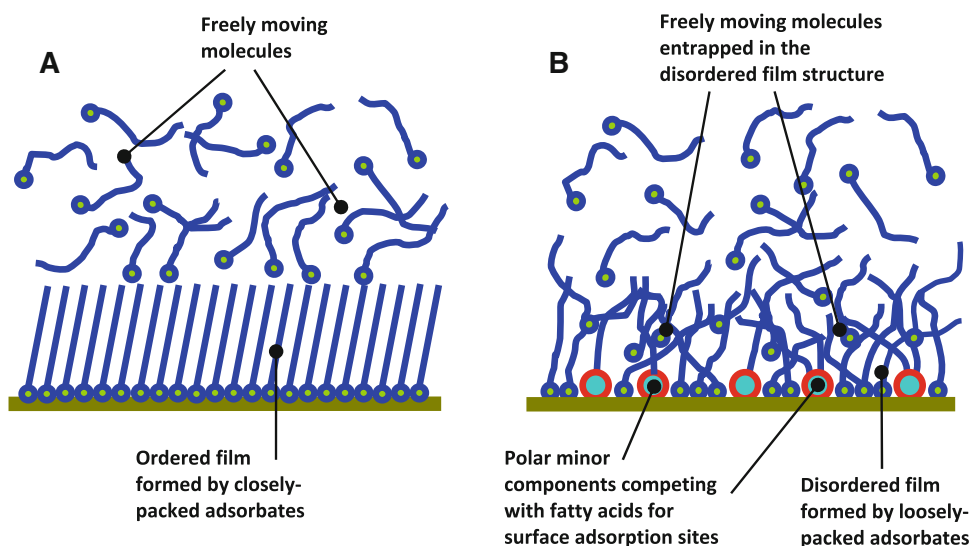 A
Freely moving
molecules
Ordered film
formed by closely-
packed adsorbates
B
Freely moving molecules
entrapped in the
disordered film structure
Polar minor
components competing
with fatty acids for
surface adsorption sites
Disordered film
formed by loosely-
packed adsorbates